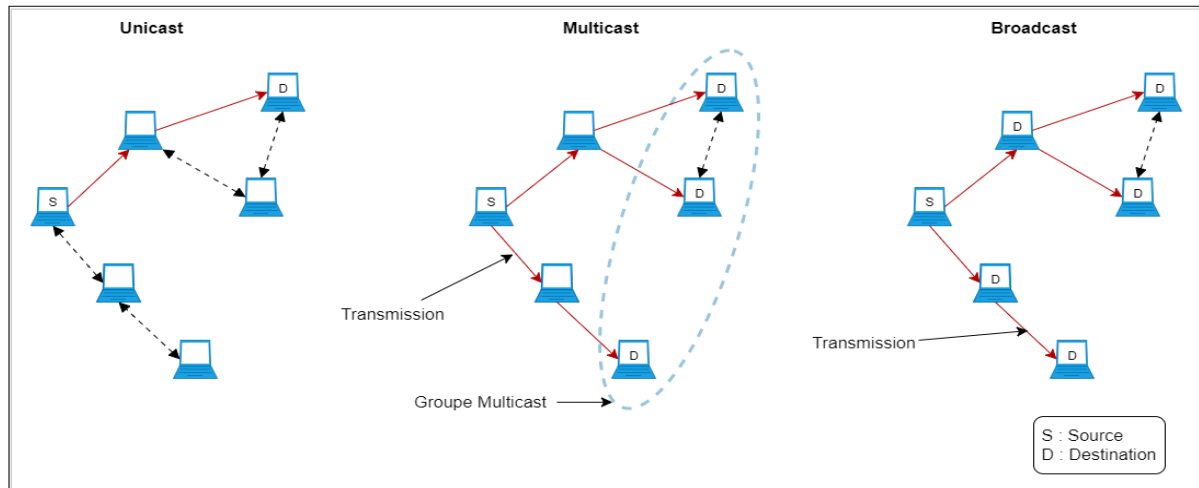 Unicast
Multicast
Broadcast
D
S
D
D
S
D
Transmission
Groupe Multicast
D
D
D
S
D
D
Transmission
S : Source
D : Destination